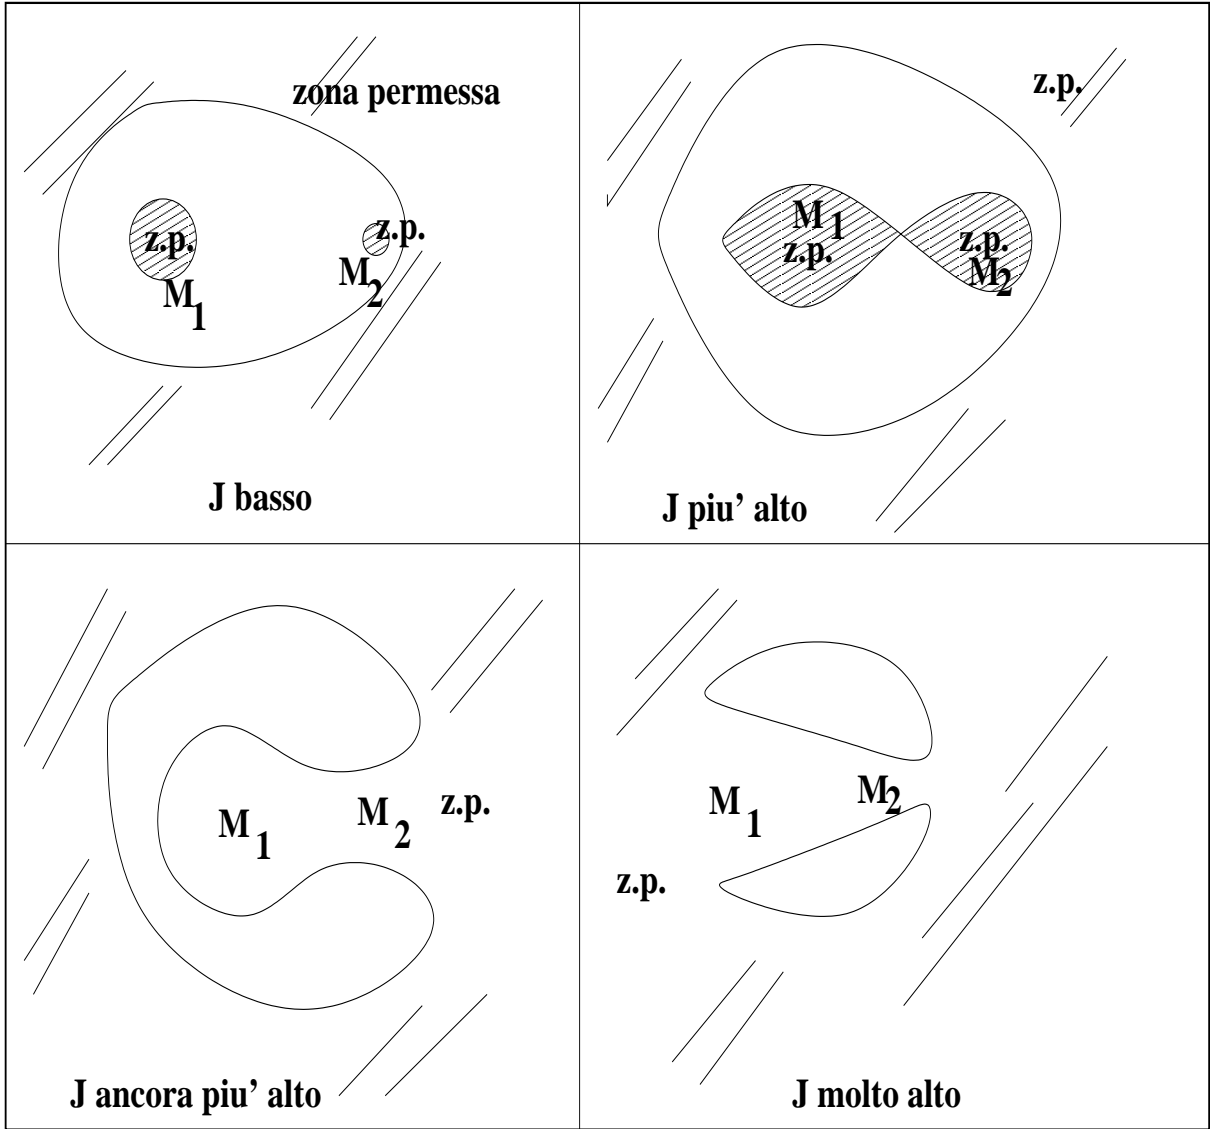 zona permessa
z.p.
z.p.
M1
M2
J basso
z.p.
M1
z.p.
z.p.
M2
J piu' alto
M1
M2
z.p.
J ancora piu' alto
M1
M2
z.p.
J molto alto